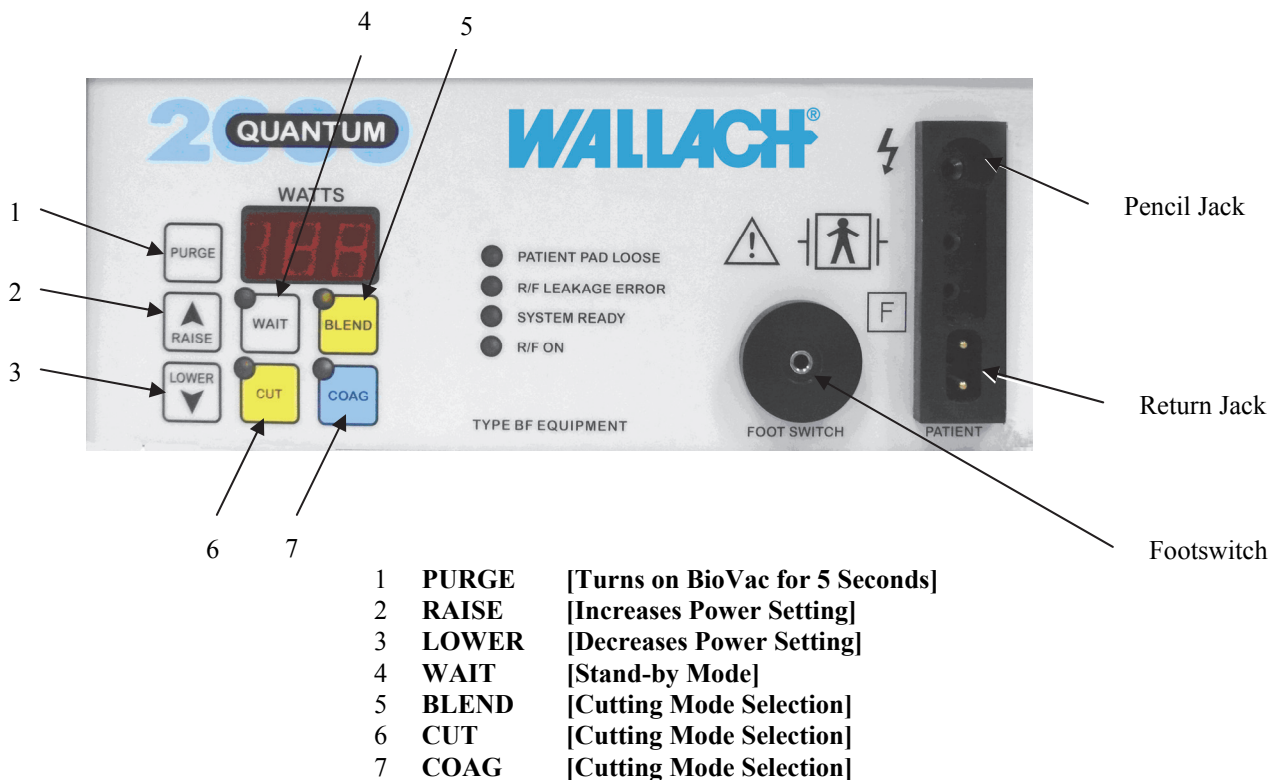 4
5
2000
QUANTUM
WALLACH®
WATTS
188
1
PURGE
2
RAISE
WAIT
BLEND
3
LOWER
CUT
COAG
PATIENT PAD LOOSE
R/F LEAKAGE ERROR
SYSTEM READY
R/F ON
TYPE BF EQUIPMENT
F
FOOT SWITCH
PATIENT
Pencil Jack
Return Jack
Footswitch
6
7
1 PURGE [Turns on BioVac for 5 Seconds]
2 RAISE [Increases Power Setting]
3 LOWER [Decreases Power Setting]
4 WAIT [Stand-by Mode]
5 BLEND [Cutting Mode Selection]
6 CUT [Cutting Mode Selection]
7 COAG [Cutting Mode Selection]